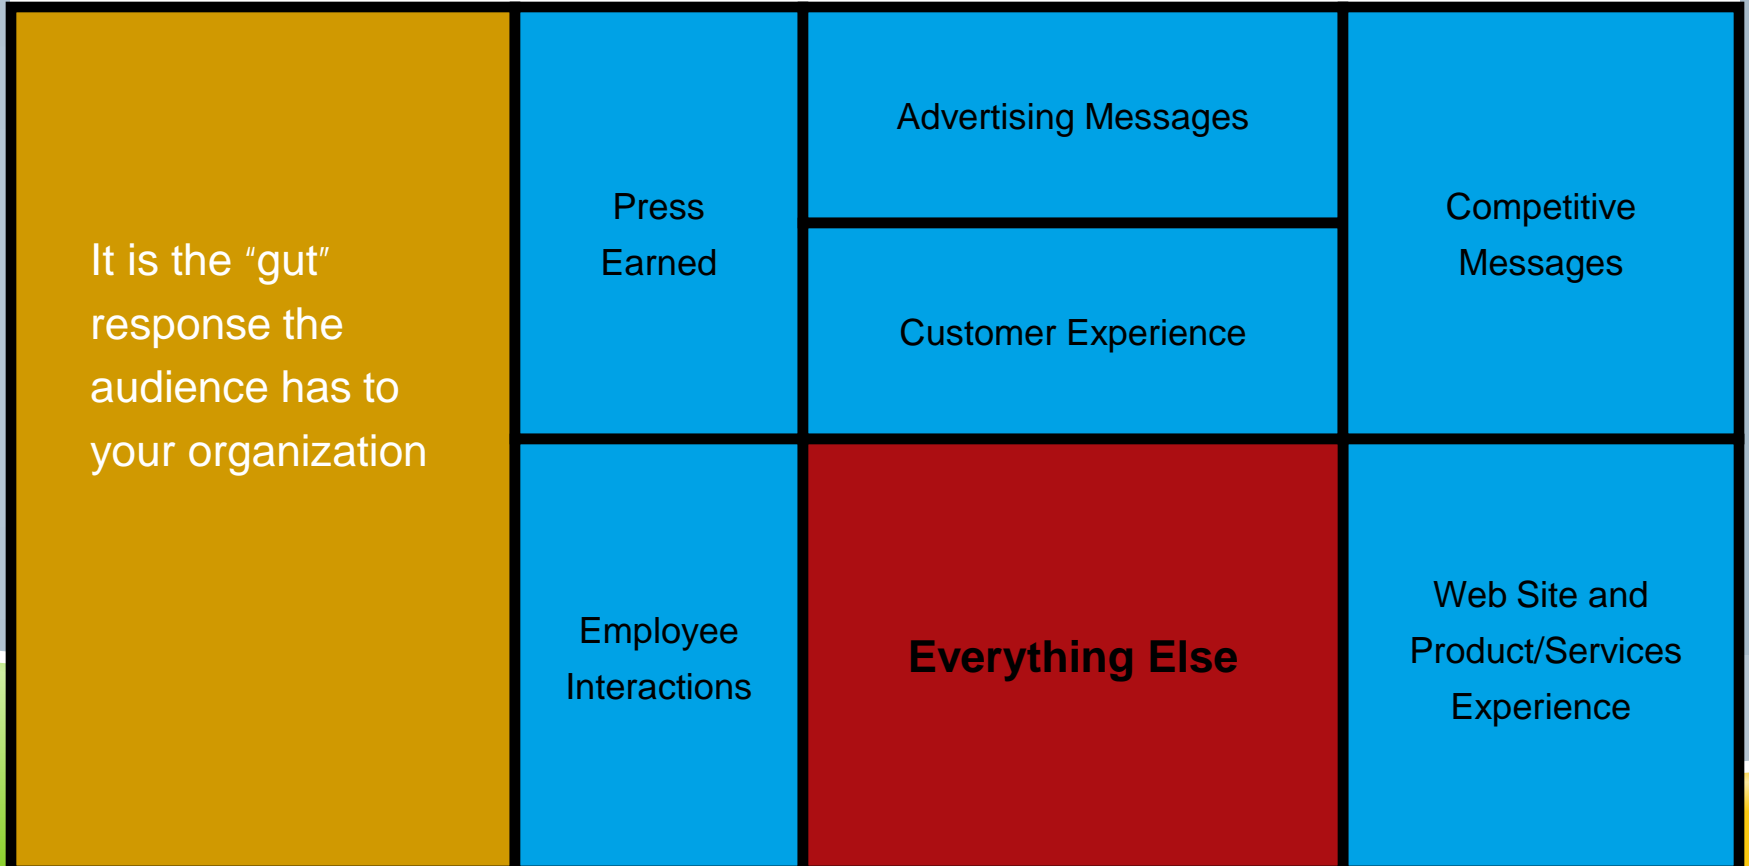 It is the "gut"
response the
audience has to
your organization
Press
Earned
Advertising Messages
Customer Experience
Competitive
Messages
Employee
Interactions
Everything Else
Web Site and
Product/Services
Experience